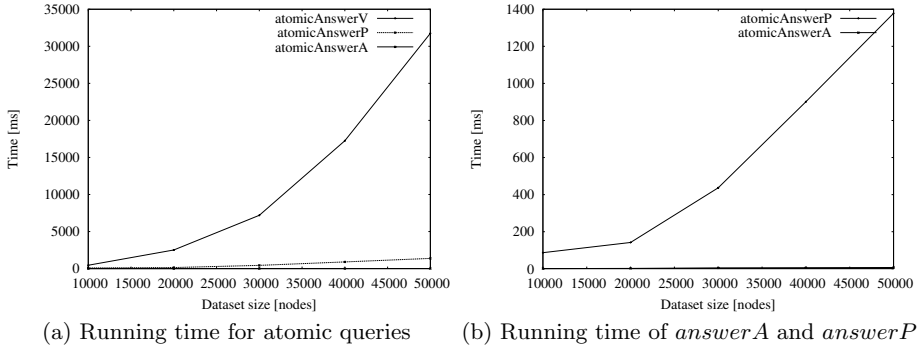 35000
30000
25000
20000
15000
10000
5000
0
Time [ms]
atomicAnswerV
atomicAnswerP
atomicAnswerA
10000 15000 20000 25000 30000 35000 40000 45000 50000
Dataset size [nodes]
(a) Running time for atomic queries
1400
1200
1000
800
600
400
200
0
Time [ms]
atomicAnswerP
atomicAnswerA
10000 15000 20000 25000 30000 35000 40000 45000 50000
Dataset size [nodes]
(b) Running time of answerA and answerP